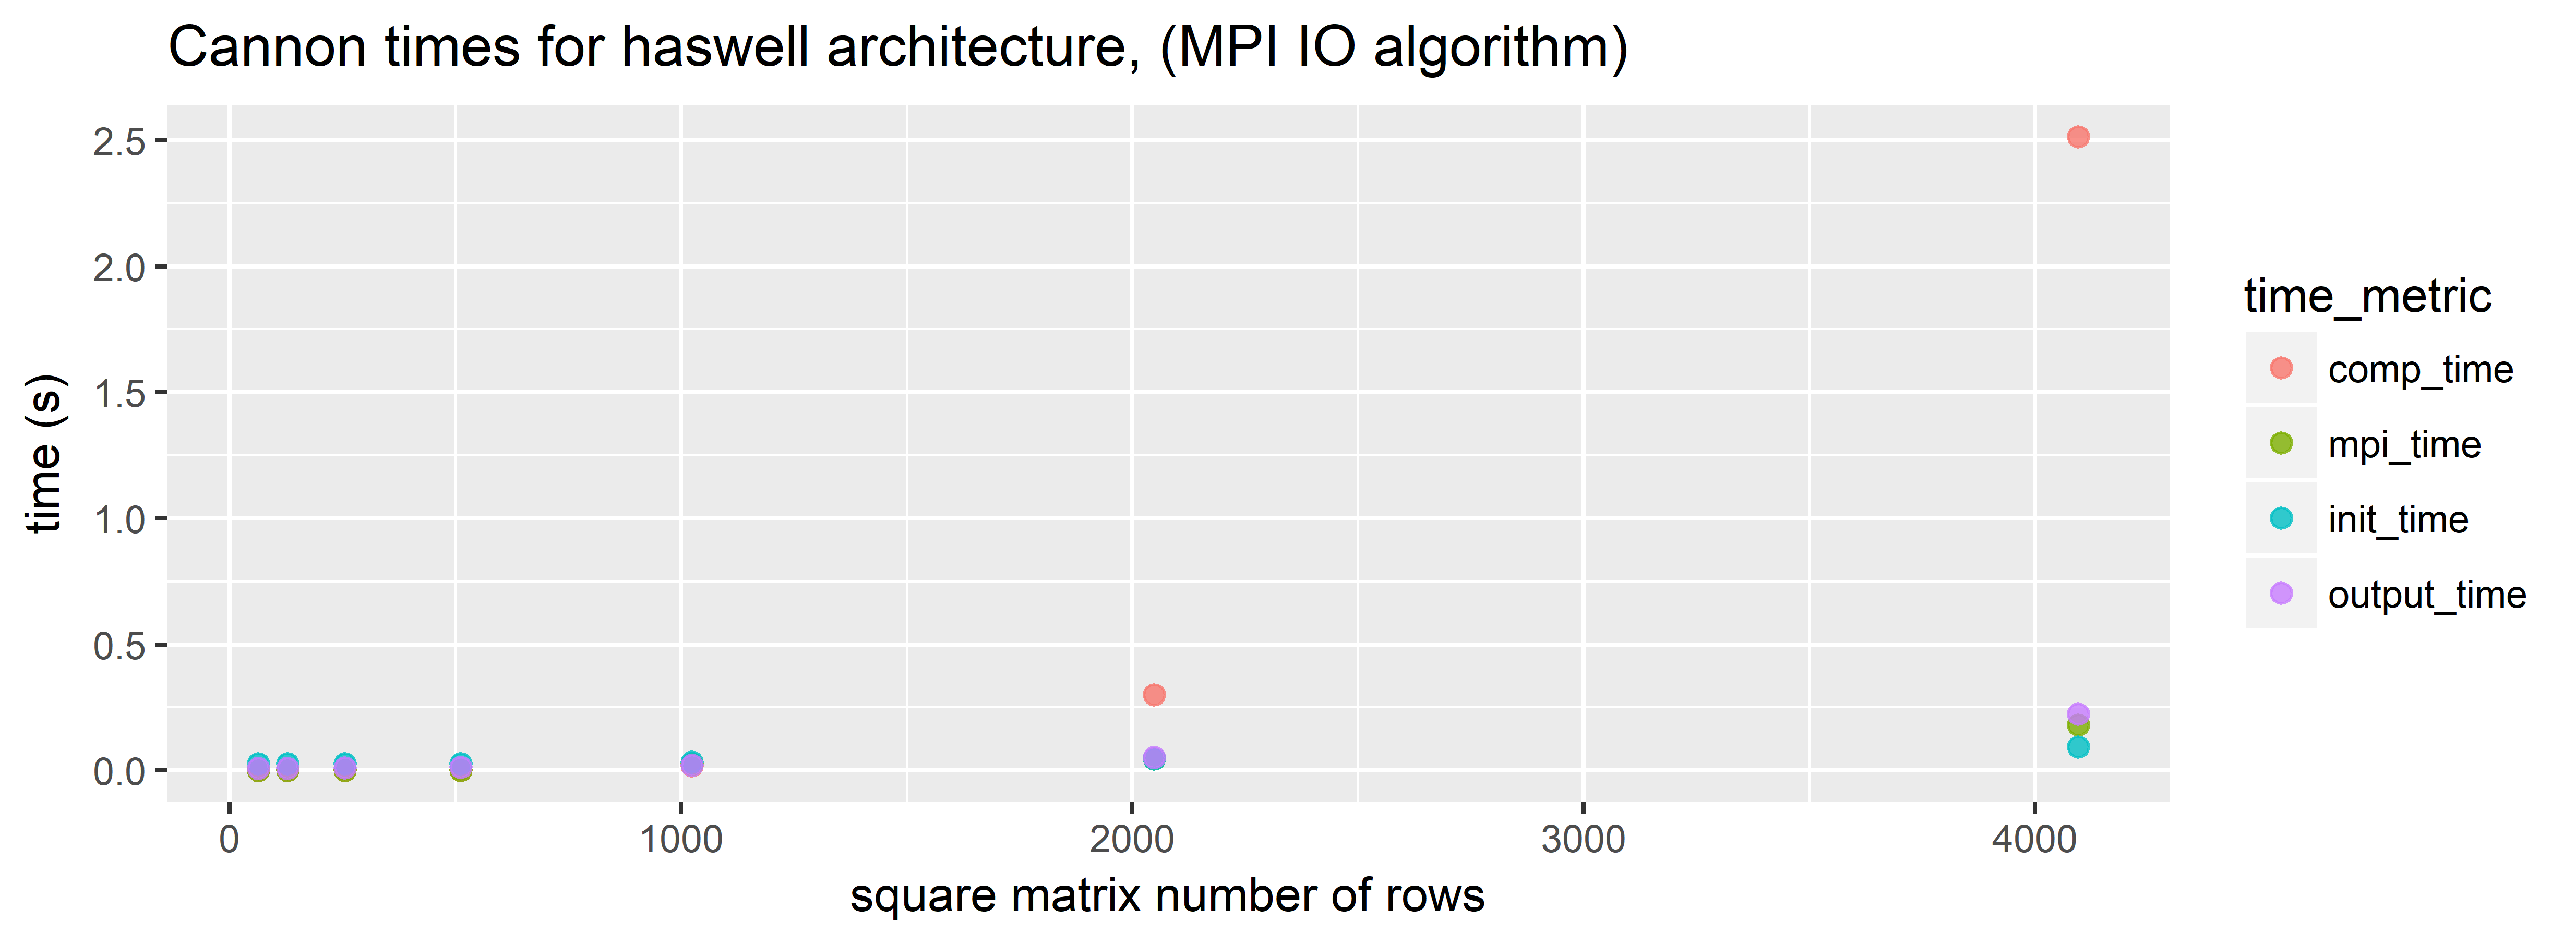 Cannon times for haswell architecture, (MPI IO algorithm)
2.5
2.0
1.5
1.0
0.5
0.0
time (s)
0 1000 2000 3000 4000
square matrix number of rows
time_metric
comp_time
mpi_time
init_time
output_time